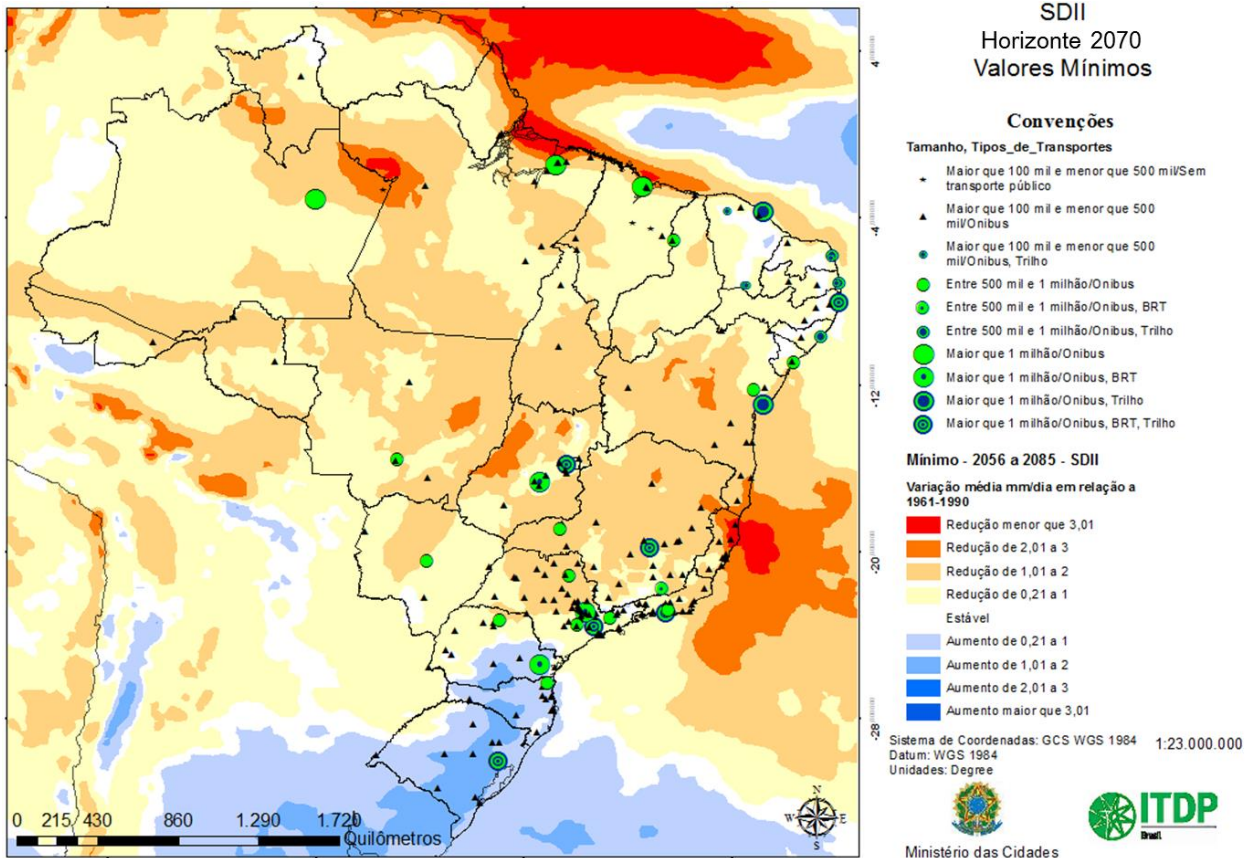 SDII
Horizonte 2070
Valores Mínimos
Convenções
Tamanho, Tipos_de_Transportes
Maior que 100 mil e menor que 500 mil/Sem
transporte público
Maior que 100 mil e menor que 500
mil/Onibus
Maior que 100 mil e menor que 500
mil/Onibus, Trilho
Entre 500 mil e 1 milhão/Onibus
Entre 500 mil e 1 milhão/Onibus, BRT
Entre 500 mil e 1 milhão/Onibus, Trilho
Maior que 1 milhão/Onibus
Maior que 1 milhão/Onibus, BRT
Maior que 1 milhão/Onibus, Trilho
Maior que 1 milhão/Onibus, BRT, Trilho
Mínimo - 2056 a 2085 - SDII
Variação média mm/dia em relação a
1961-1990
Redução menor que 3,01
Redução de 2,01 a 3
Redução de 1,01 a 2
Redução de 0,21 a 1
Estável
Aumento de 0,21 a 1
Aumento de 1,01 a 2
Aumento de 2,01 a 3
Aumento maior que 3,01
Sistema de Coordenadas: GCS WGS 1984
Datum: WGS 1984
Unidades: Degree
1:23.000.000
ITDP
Brasil
Ministério das Cidades
4
-4
-12
-20
-28
0 215 430 860 1.290 1.720
Quilômetros
N
W E
S